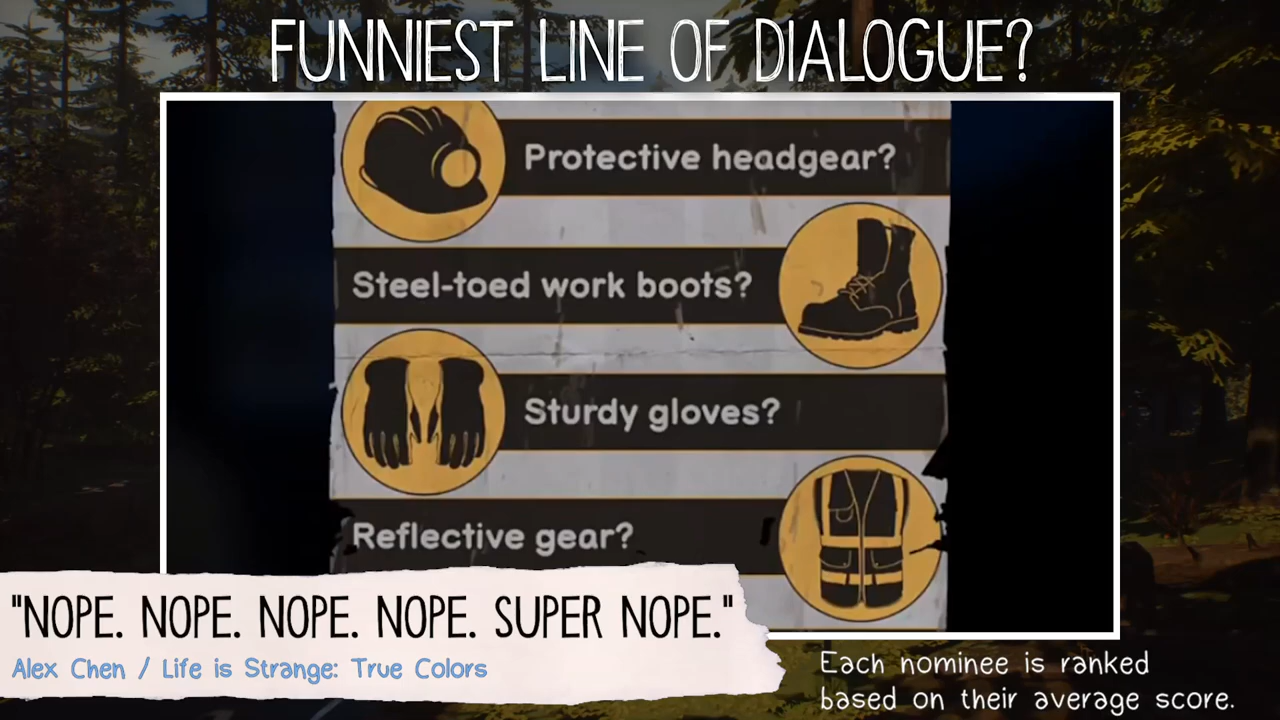 FUNNIEST LINE OF DIALOGUE?
Protective headgear?
Steel-toed work boots?
Sturdy gloves?
Reflective gear?
"NOPE. NOPE. NOPE. NOPE. SUPER NOPE."
Alex Chen / Life is Strange: True Colors
Each nominee is ranked
based on their average score.